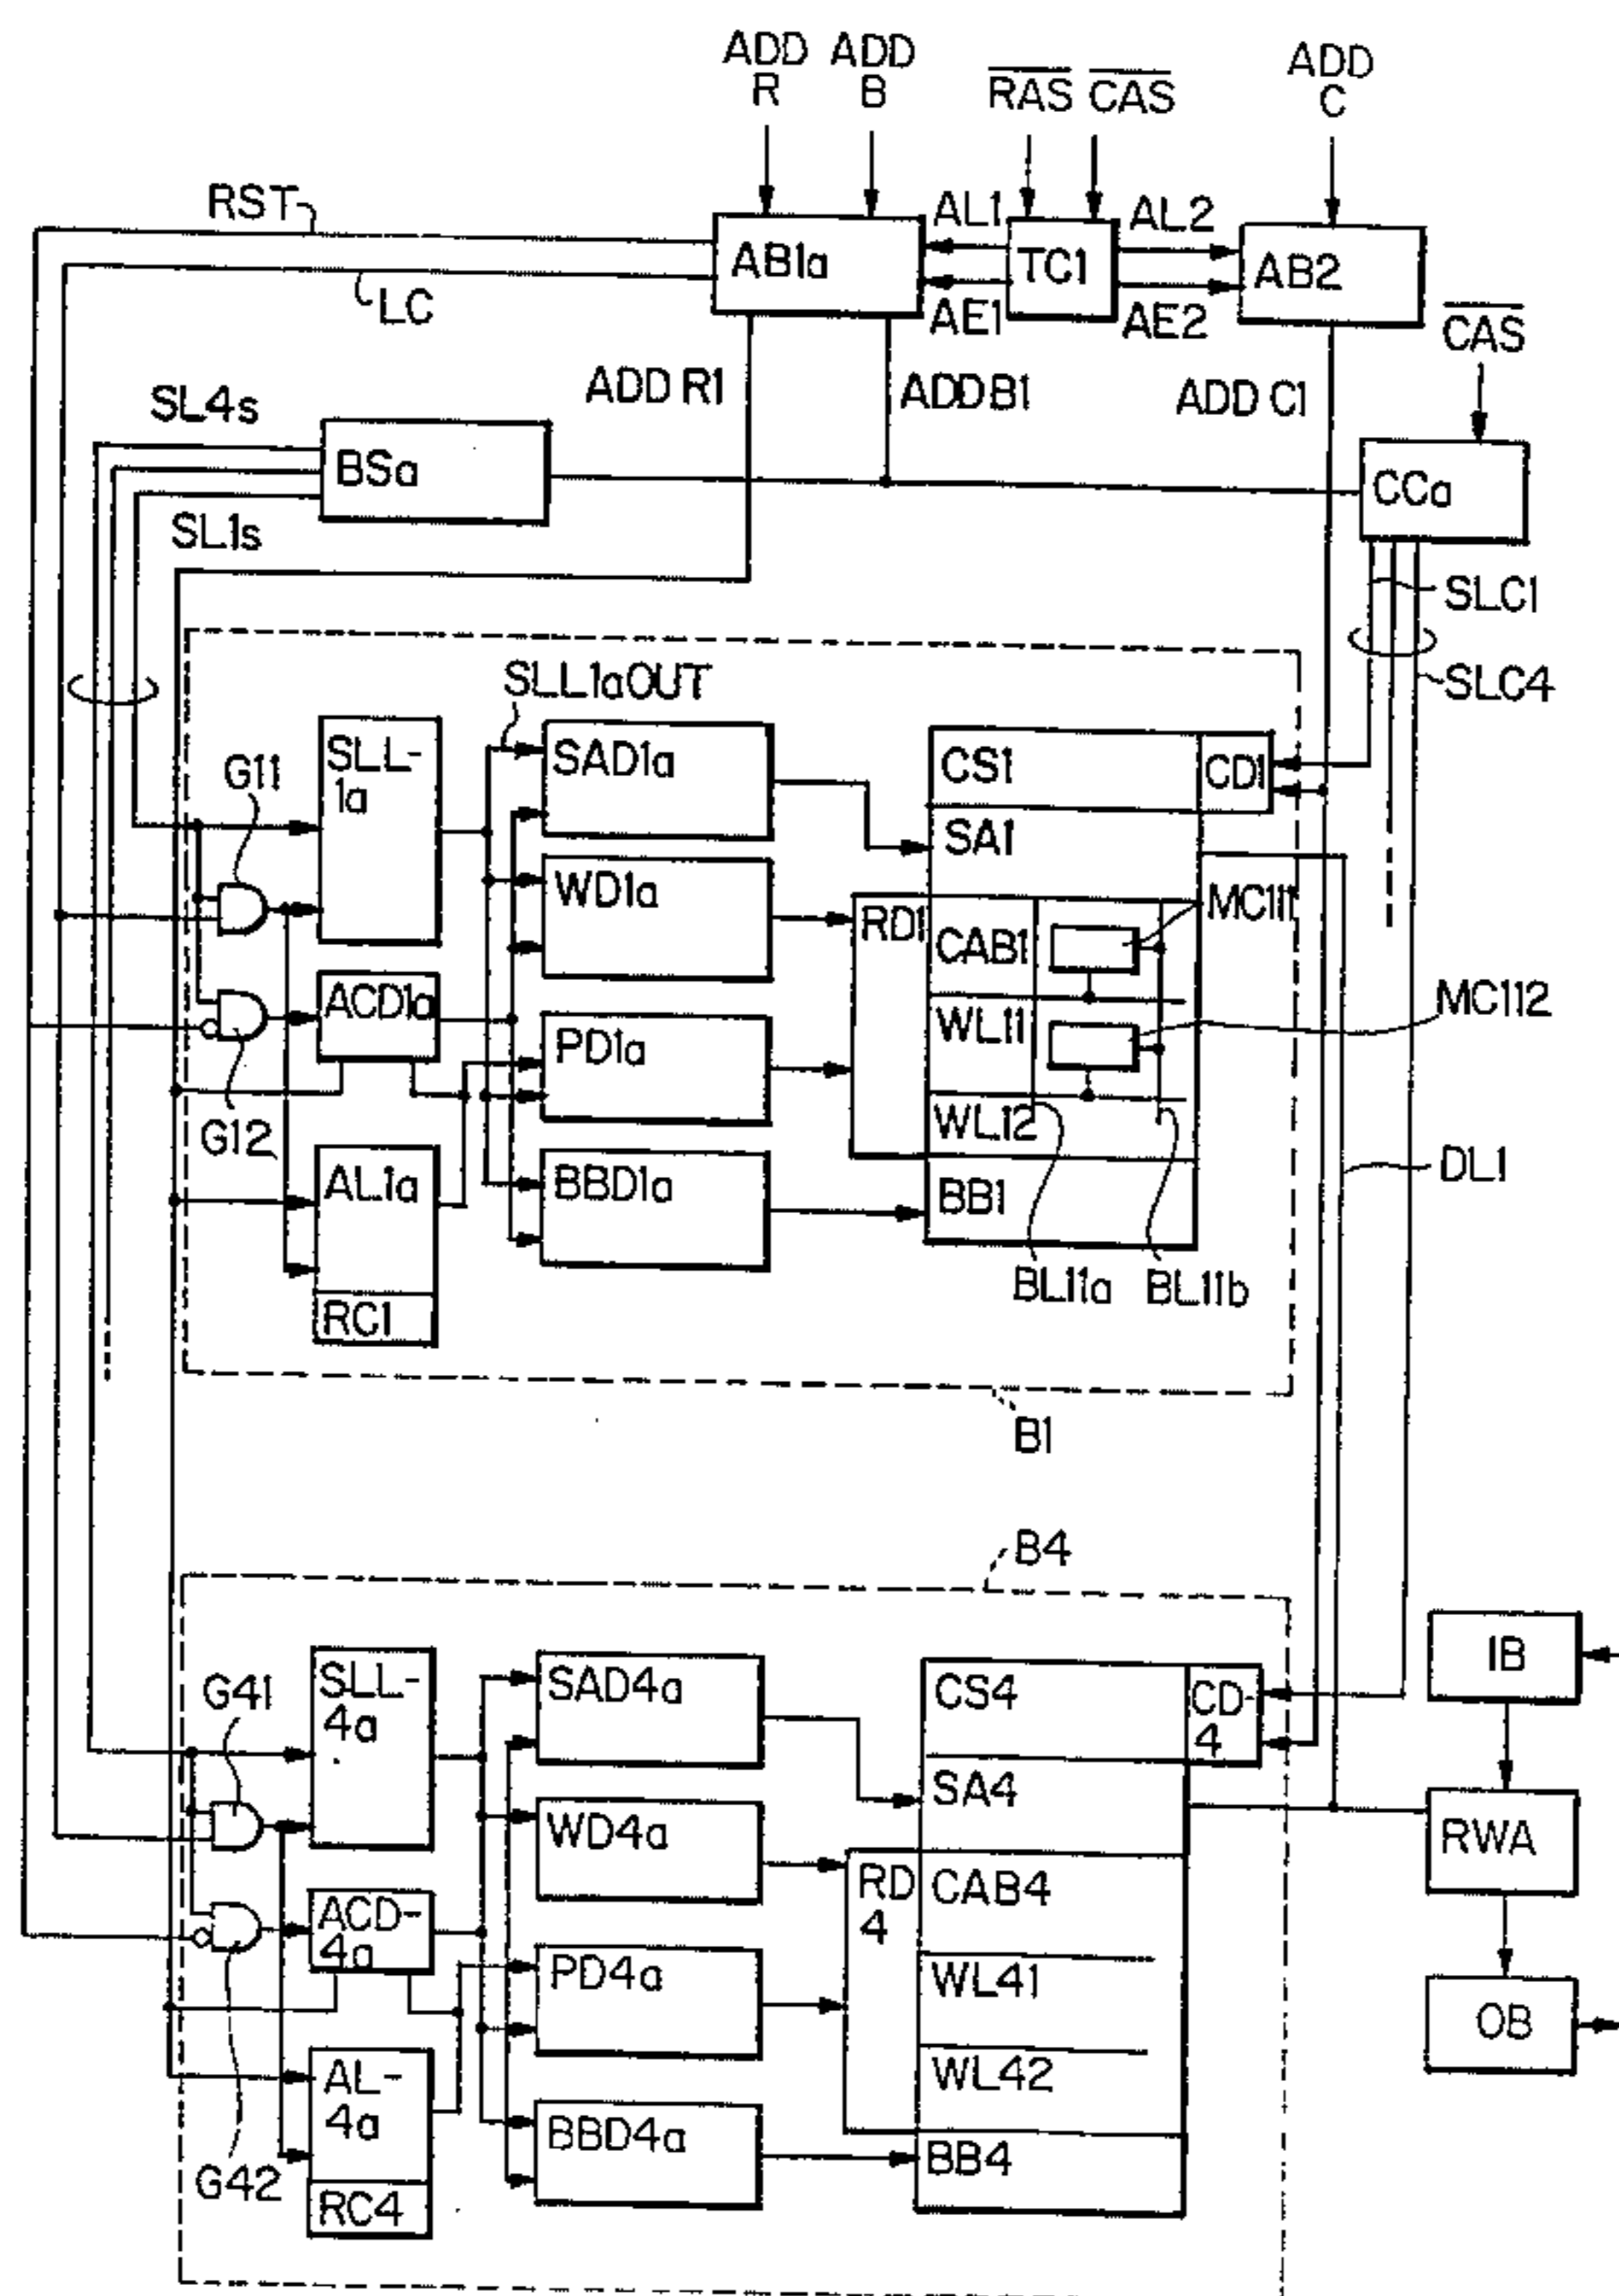 ADD
R
ADD
B
RAS
CAS
ADD
C
RST
LC
AB1a
AL1
AE1
TC1
AL2
AE2
AB2
CAS
ADD R1
ADD B1
ADD C1
SL4s
BSa
SL1s
CCa
SLC1
SLC4
SLL1aOUT
G11
SLL-
1a
SAD1a
CS1
CD1
SA1
WD1a
RD1
CAB1
MC111
ACD1a
PD1a
WL11
MC112
G12
WL12
AL1a
BBD1a
BB1
DL1
RC1
BL11a
BL11b
B1
B4
G41
SLL-
4a
SAD4a
CS4
CD-
4
IB
SA4
WD4a
RWA
RD
4
CAB4
ACD-
4a
PD4a
WL41
OB
G42
AL-
4a
WL42
BBD4a
BB4
RC4